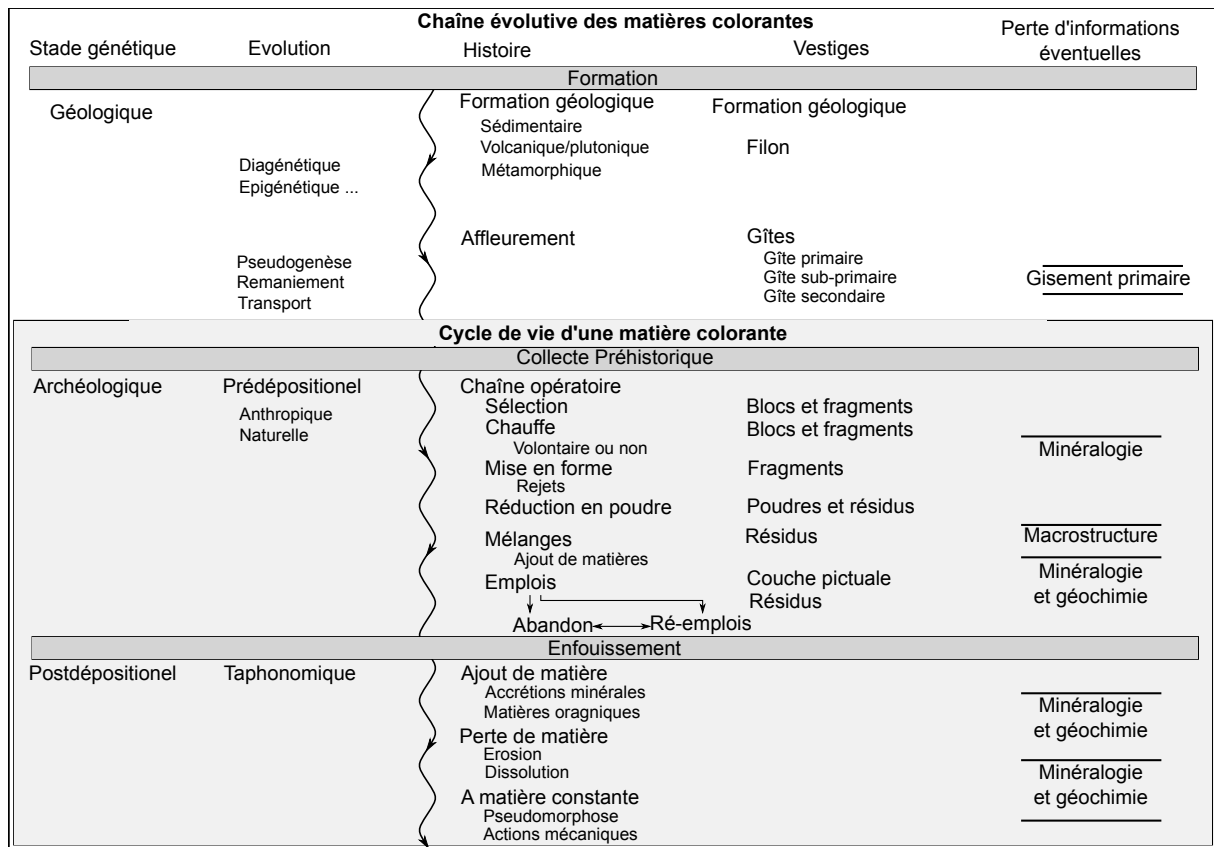 Chaîne évolutive des matières colorantes
Stade génétique Evolution Histoire Vestiges Perte d'informations
éventuelles
Formation
Géologique Formation géologique Formation géologique
Sédimentaire
Volcanique/plutonique Filon
Diagénétique Métamorphique
Epigénétique ...
Affleurement Gîtes
Pseudogenèse Gîte primaire
Remaniement Gîte sub-primaire Gisement primaire
Transport Gîte secondaire
Cycle de vie d'une matière colorante
Collecte Préhistorique
Archéologique Prédépositionel Chaîne opératoire
Anthropique Sélection Blocs et fragments
Naturelle Chauffe Blocs et fragments
Volontaire ou non Minéralogie
Mise en forme Fragments
Rejets
Réduction en poudre Poudres et résidus
Mélanges Résidus Macrostructure
Ajout de matières
Emplois Couche pictuale Minéralogie
Résidus et géochimie
Abandon Ré-emplois
Enfouissement
Postdépositionel Taphonomique Ajout de matière
Accrétions minérales Minéralogie
Matières oragniques et géochimie
Perte de matière
Erosion
Dissolution Minéralogie
A matière constante et géochimie
Pseudomorphose
Actions mécaniques